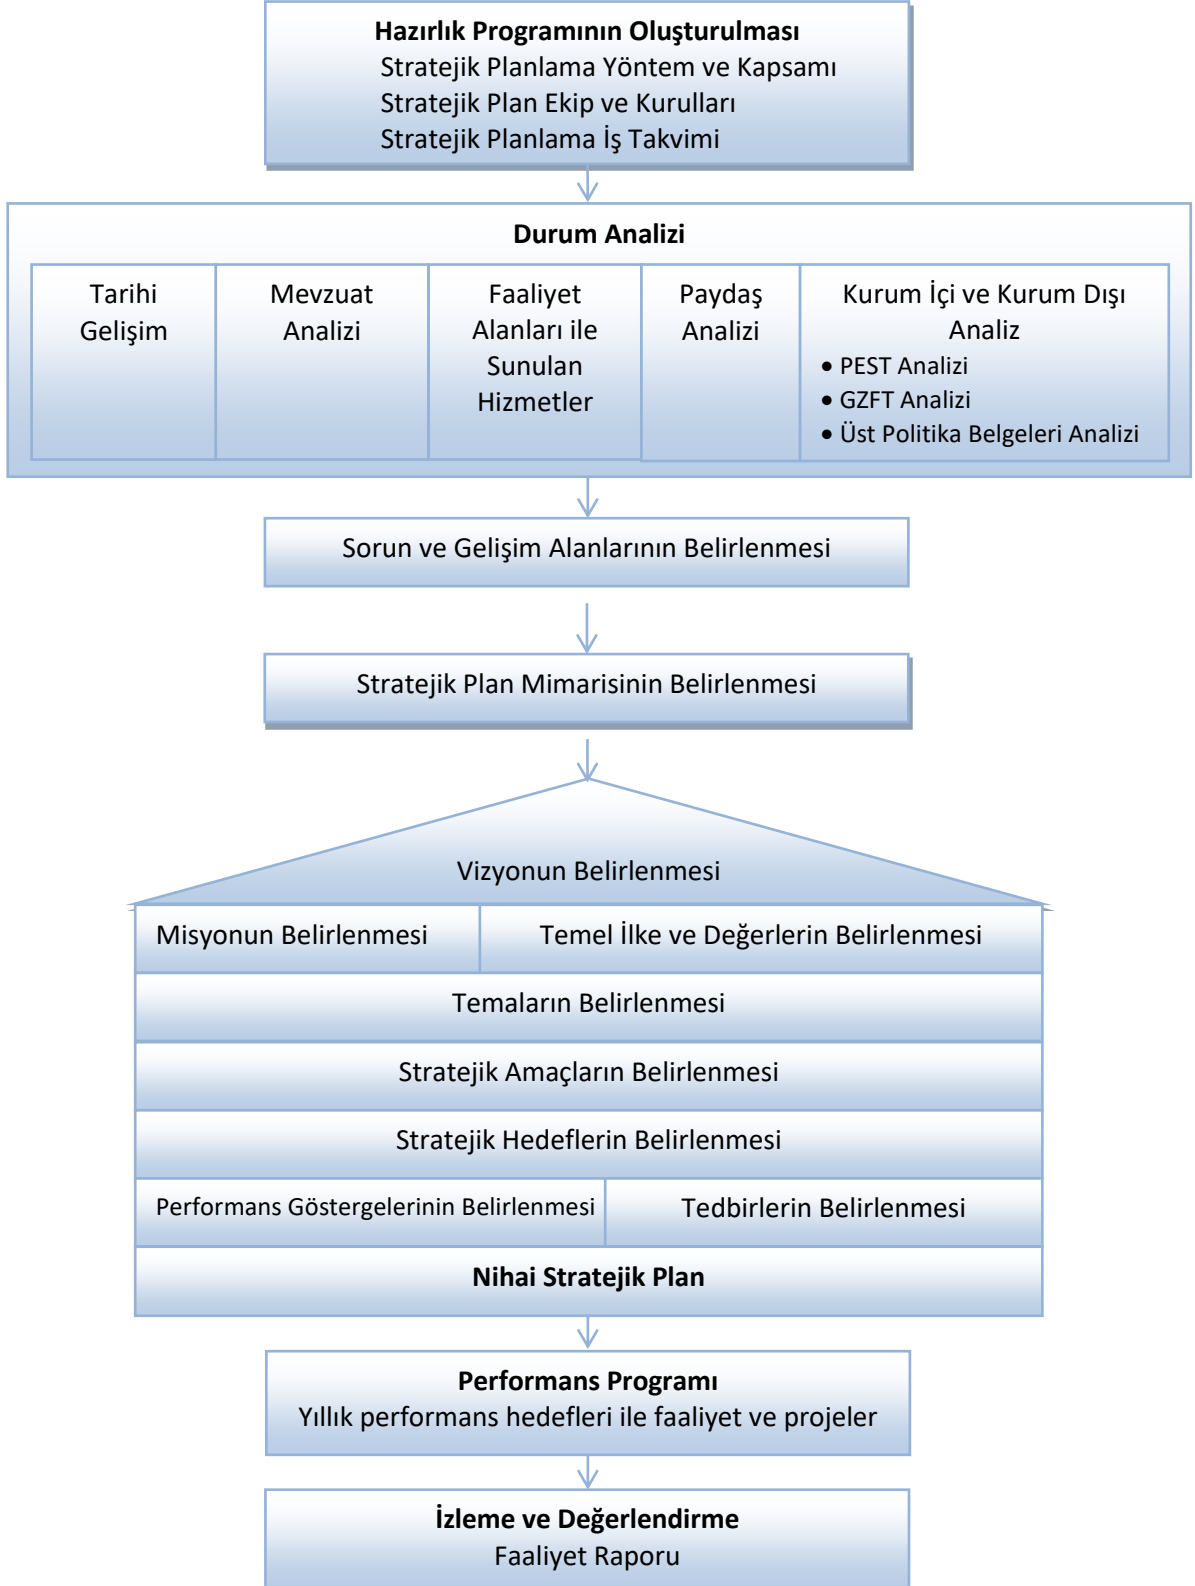 Hazırlık Programının Oluşturulması
Stratejik Planlama Yöntem ve Kapsamı
Stratejik Plan Ekip ve Kurulları
Stratejik Planlama İş Takvimi
Durum Analizi
Tarihi
Gelişim
Mevzuat
Analizi
Faaliyet
Alanları ile
Sunulan
Hizmetler
Paydaş
Analizi
Kurum İçi ve Kurum Dışı
Analiz
• PEST Analizi
• GZFT Analizi
• Üst Politika Belgeleri Analizi
Sorun ve Gelişim Alanlarının Belirlenmesi
Stratejik Plan Mimarisinin Belirlenmesi
Vizyonun Belirlenmesi
Misyonun Belirlenmesi
Temel İlke ve Değerlerin Belirlenmesi
Temaların Belirlenmesi
Stratejik Amaçların Belirlenmesi
Stratejik Hedeflerin Belirlenmesi
Performans Göstergelerinin Belirlenmesi
Tedbirlerin Belirlenmesi
Nihai Stratejik Plan
Performans Programı
Yıllık performans hedefleri ile faaliyet ve projeler
İzleme ve Değerlendirme
Faaliyet Raporu